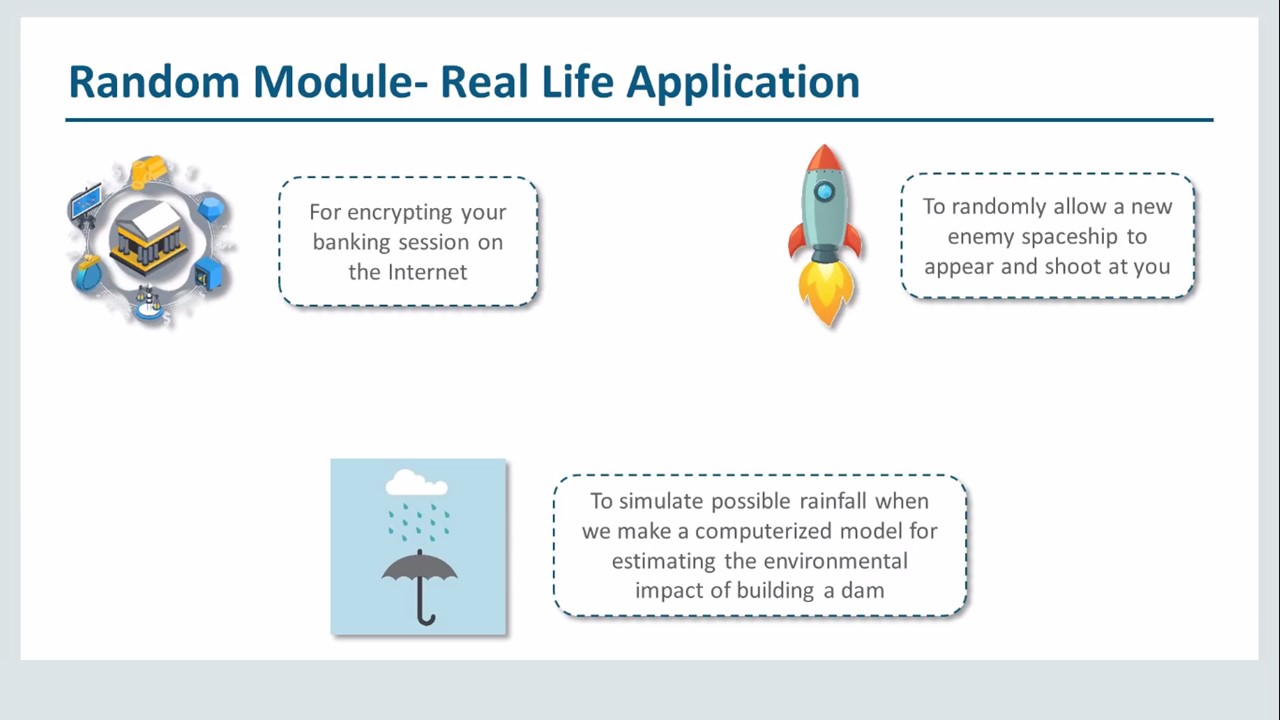 Random Module- Real Life Application
For encrypting your
banking session on
the Internet
To randomly allow a new
enemy spaceship to
appear and shoot at you
To simulate possible rainfall when
we make a computerized model for
estimating the environmental
impact of building a dam